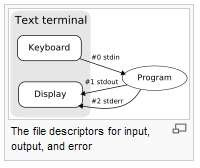 Text terminal
Keyboard
#0 stdin
Program
#1 stdout
Display
#2 stderr
The file descriptors for input,
output, and error